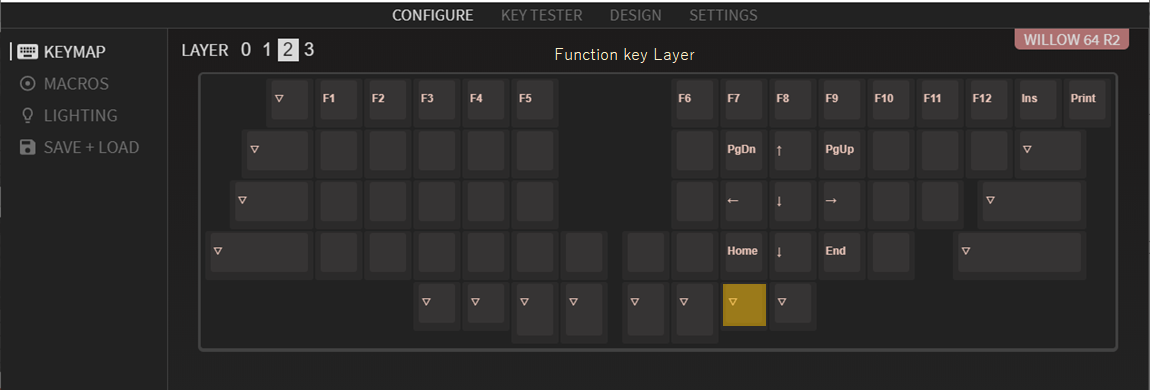 CONFIGURE KEY TESTER DESIGN SETTINGS
KEYMAP
MACROS
LIGHTING
SAVE + LOAD
LAYER 0 1 2 3
Function key Layer
WILLOW 64 R2
▽ F1 F2 F3 F4 F5 F6 F7 F8 F9 F10 F11 F12 Ins Print
▽ PgDn ↑ PgUp ▽
▽ ← ↓ → ▽
▽ Home ↓ End ▽
▽ ▽ ▽ ▽ ▽ ▽ ▽ ▽